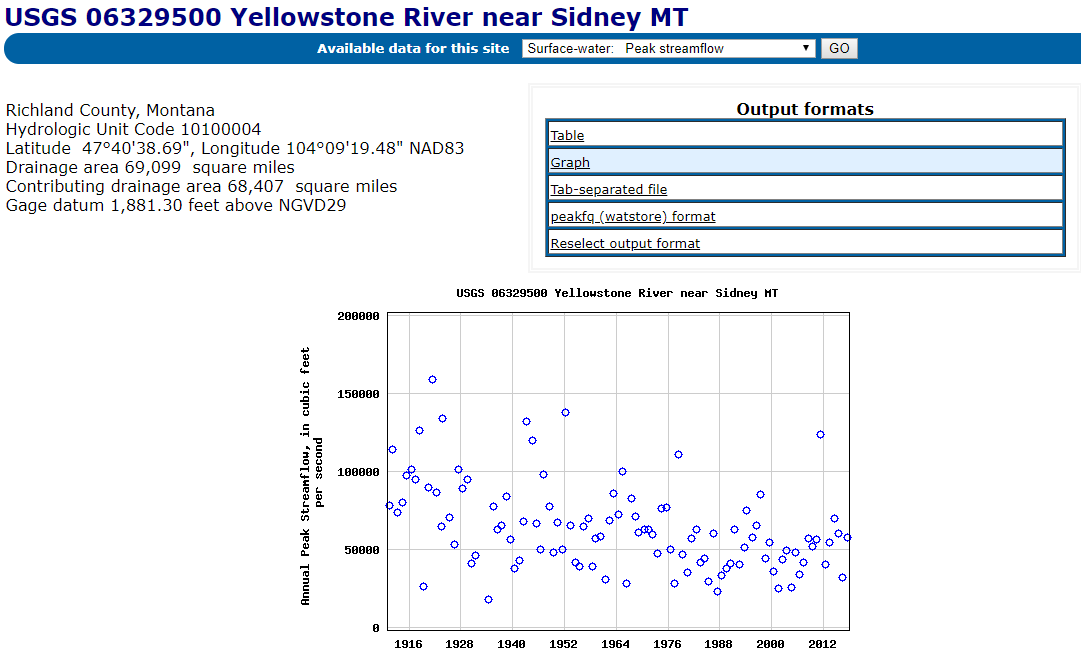 USGS 06329500 Yellowstone River near Sidney MT
Available data for this site Surface-water: Peak streamflow GO
Richland County, Montana
Hydrologic Unit Code 10100004
Latitude 47°40'38.69", Longitude 104°09'19.48" NAD83
Drainage area 69,099 square miles
Contributing drainage area 68,407 square miles
Gage datum 1,881.30 feet above NGVD29
Output formats
Table
Graph
Tab-separated file
peakfq (watstore) format
Reselect output format
USGS 06329500 Yellowstone River near Sidney MT
Annual Peak Streamflow, in cubic feet
per second
200000
150000
100000
50000
0
1916 1928 1940 1952 1964 1976 1988 2000 2012